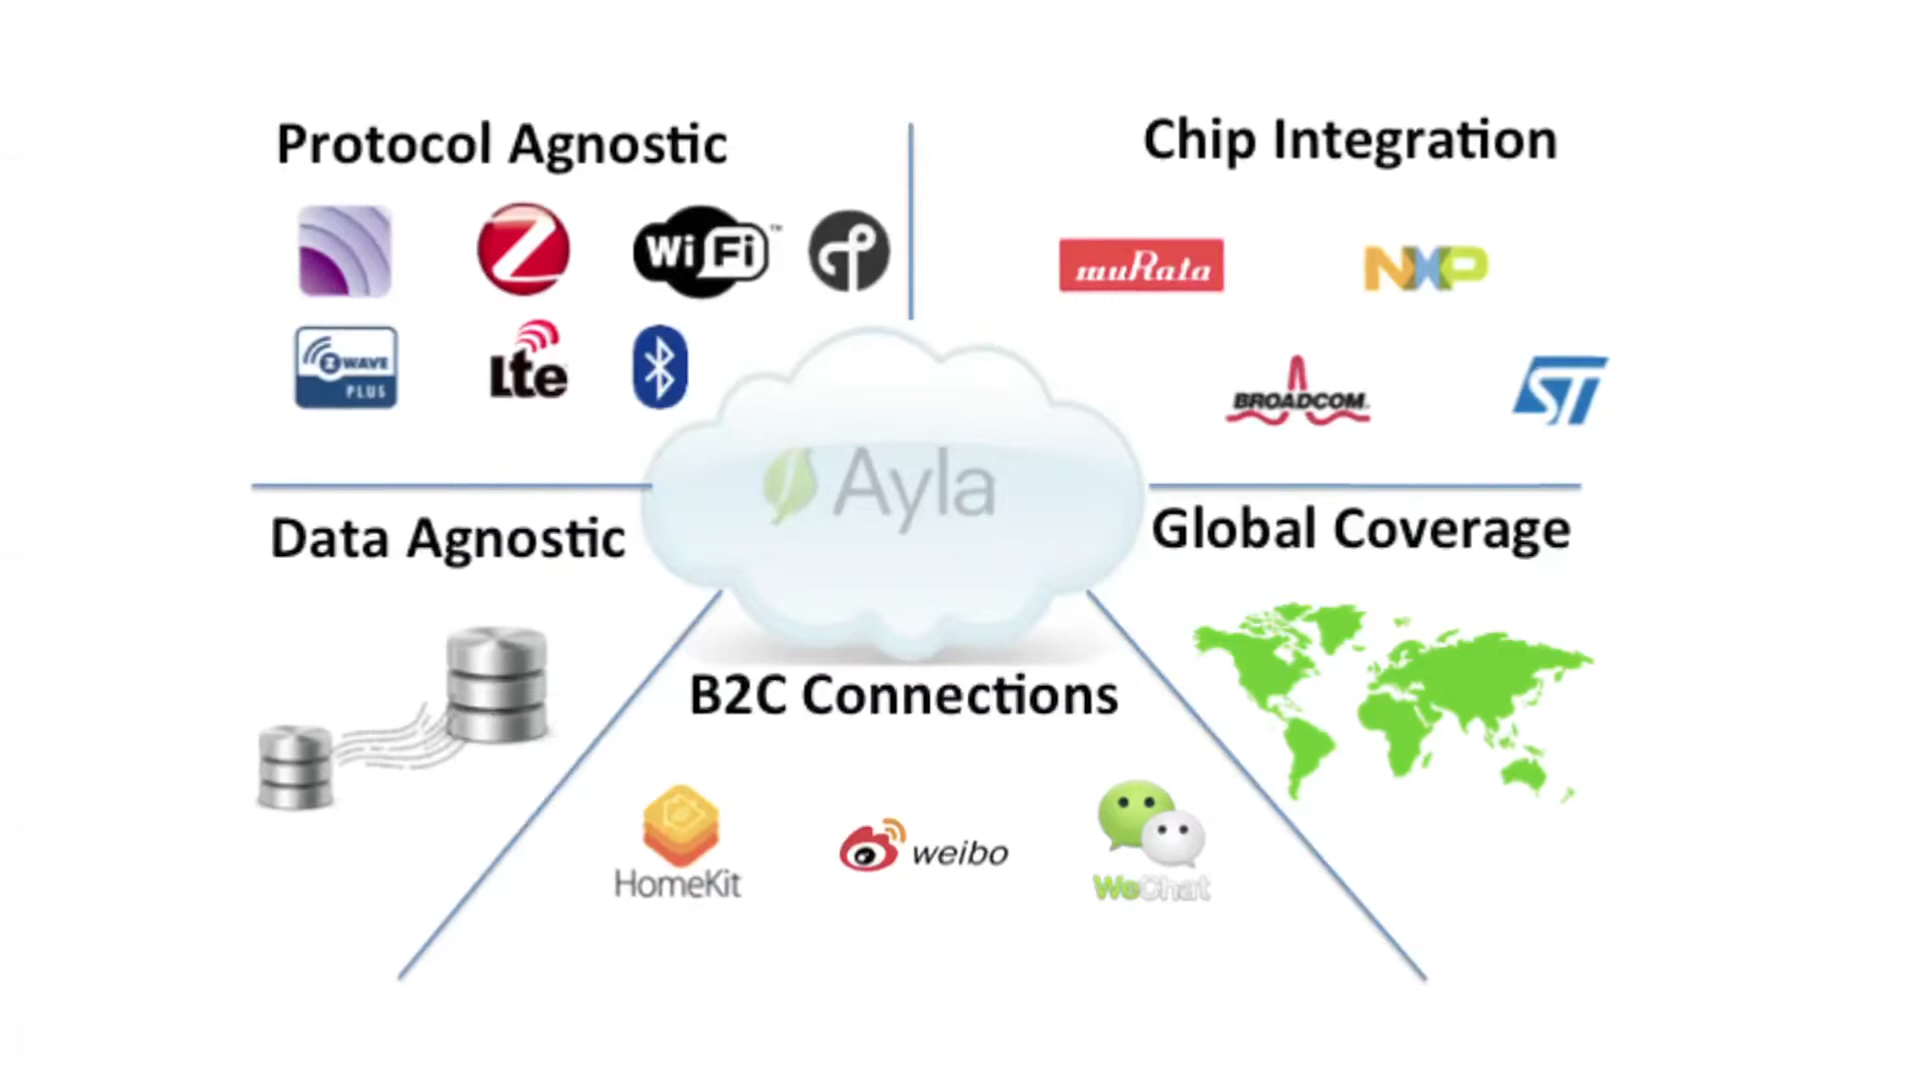 Protocol Agnostic
Chip Integration
WiFi™
muRata
NXP
Z WAVE
PLUS
Lte
BROADCOM
ST
Ayla
Data Agnostic
Global Coverage
B2C Connections
HomeKit
weibo
WeChat